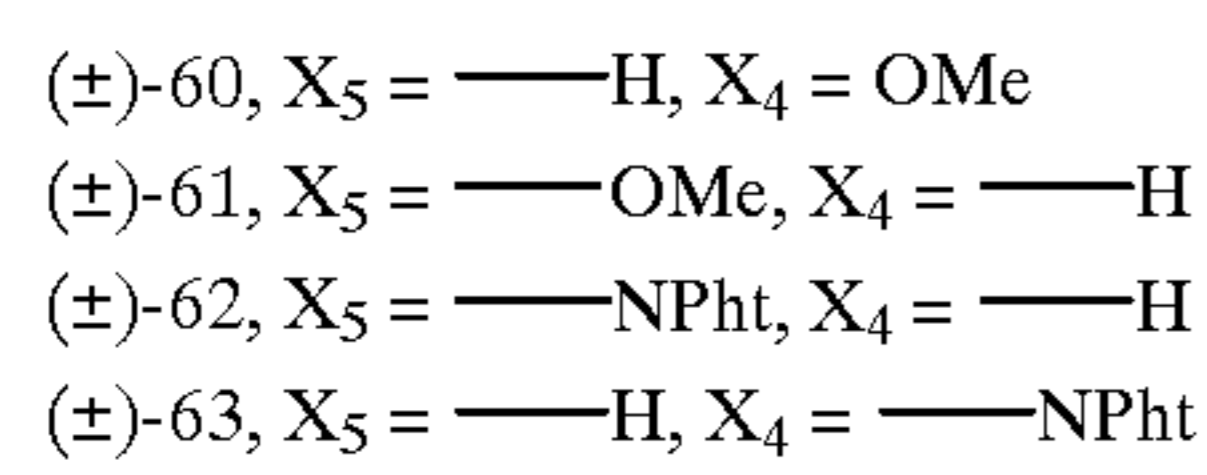 (±)-60, X₅ = —H, X₄ = OMe
(±)-61, X₅ = —OMe, X₄ = —H
(±)-62, X₅ = —NPht, X₄ = —H
(±)-63, X₅ = —H, X₄ = —NPht